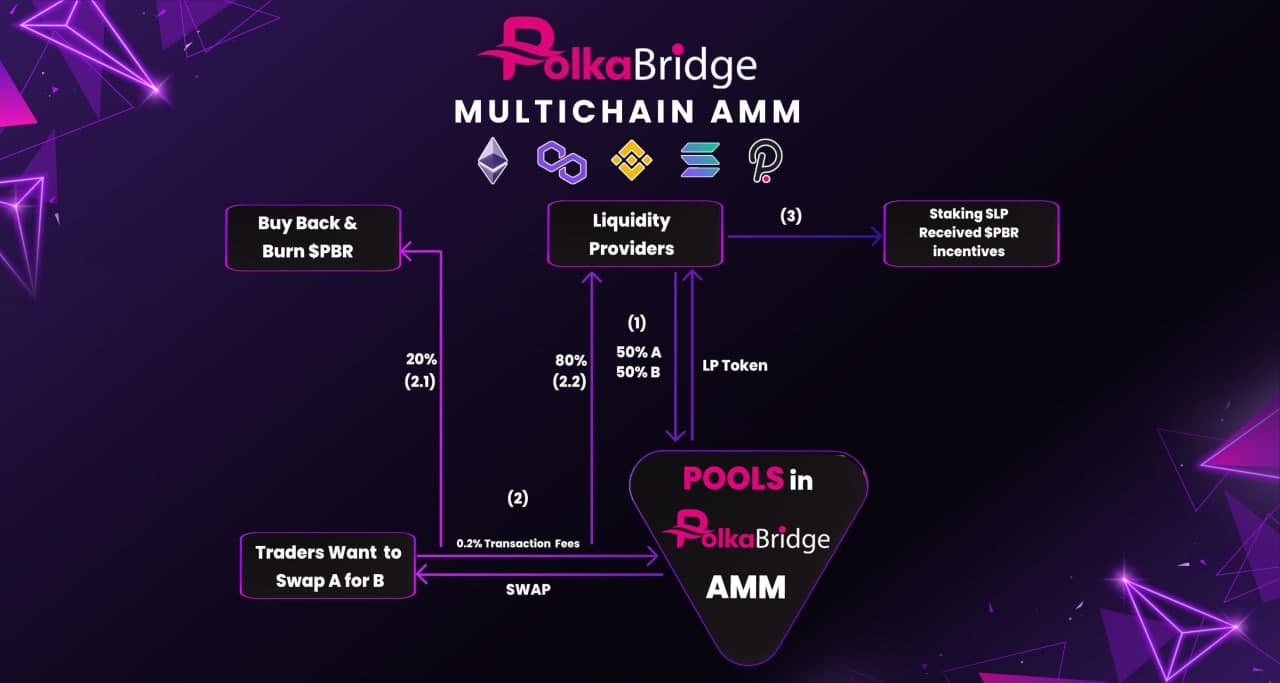 PolkaBridge
MULTICHAIN AMM
Buy Back &
Burn $PBR
Liquidity
Providers
(3)
Staking SLP
Received $PBR
incentives
20%
(2.1)
80%
(2.2)
(1)
50% A
50% B
LP Token
(2)
0.2% Transaction Fees
Traders Want to
Swap A for B
SWAP
POOLS in
PolkaBridge
AMM